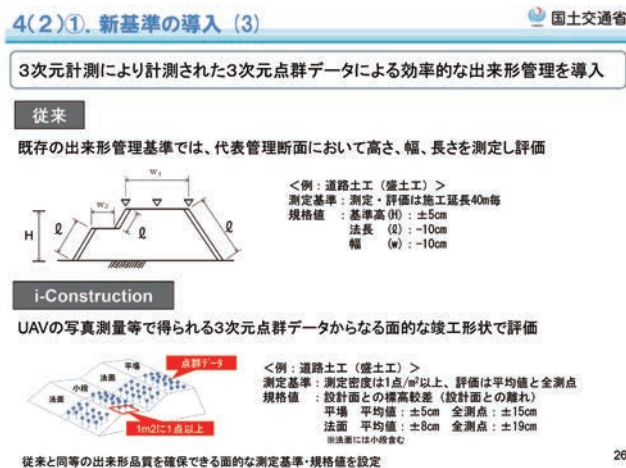 4(2)①. 新基準の導入 (3)
国土交通省
3次元計測により計測された3次元点群データによる効率的な出来形管理を導入
従来
既存の出来形管理基準では、代表管理断面において高さ、幅、長さを測定し評価
W1
W2
ℓ
ℓ
ℓ
H
<例：道路土工（盛土工）>
測定基準：測定・評価は施工延長40m毎
規格値 ：基準高(H)：±5cm
法長 (ℓ)：-10cm
幅 (w)：-10cm
i-Construction
UAVの写真測量等で得られる3次元点群データからなる面的な竣工形状で評価
点群データ
平場
法面
小段
法面
1m2に1点以上
<例：道路土工（盛土工）>
測定基準：測定密度は1点/m²以上、評価は平均値と全測点
規格値 ：設計面との標高較差（設計面との離れ）
平場 平均値：±5cm 全測点：±15cm
法面 平均値：±8cm 全測点：±19cm
※法面には小段含む
従来と同等の出来形品質を確保できる面的な測定基準・規格値を設定
26